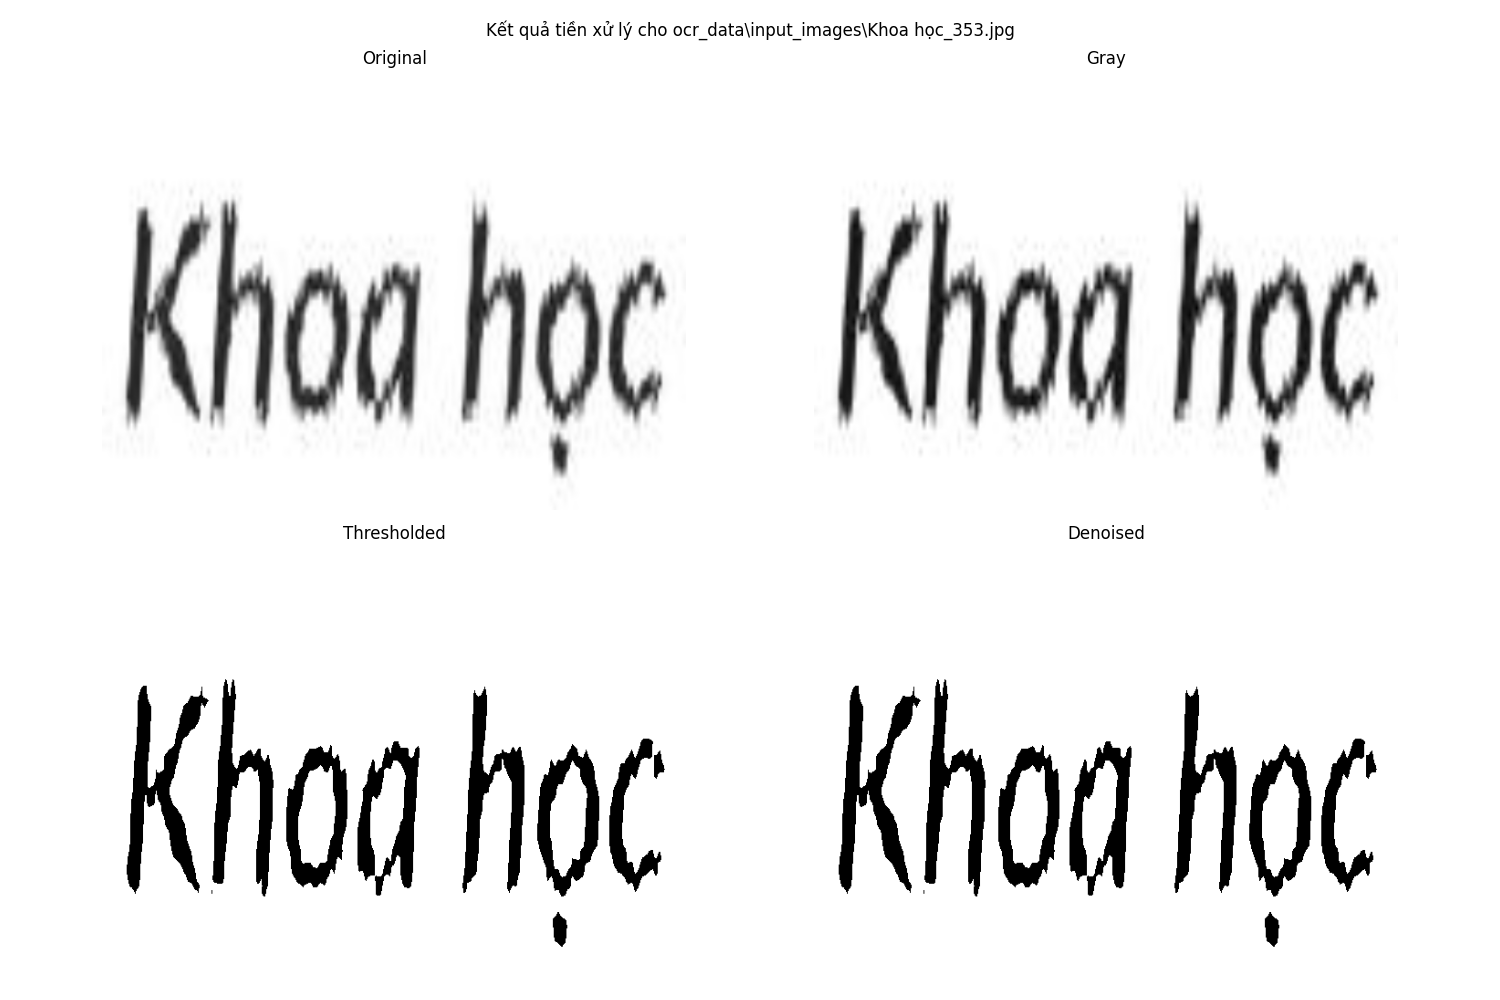 Kết quả tiền xử lý cho ocr_data\input_images\Khoa học_353.jpg
Original
Gray
Khoa học
Khoa học
Thresholded
Denoised
Khoa học
Khoa học